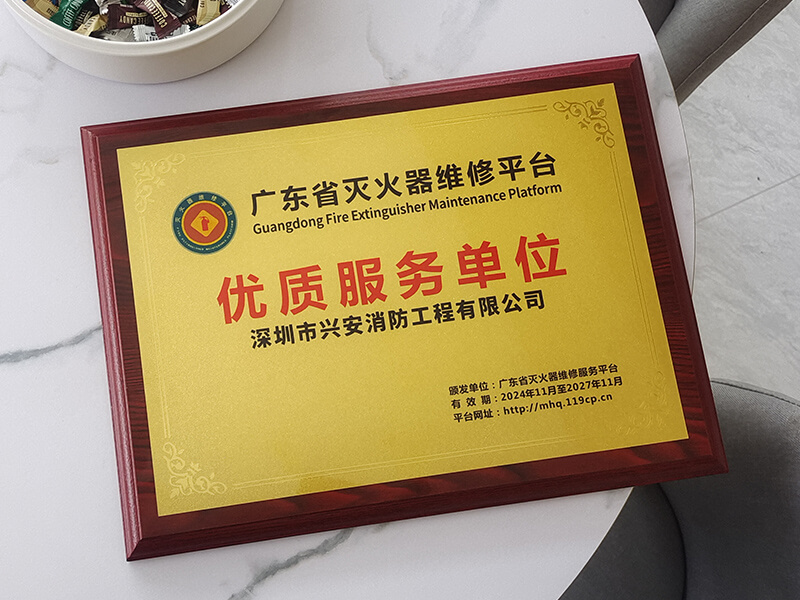 广东省灭火器维修平台
Guangdong Fire Extinguisher Maintenance Platform
优质服务单位
深圳市兴安消防工程有限公司
颁发单位：广东省灭火器维修服务平台
有 效 期：2024年11月至2027年11月
平台网址：http://mhq.119cp.cn